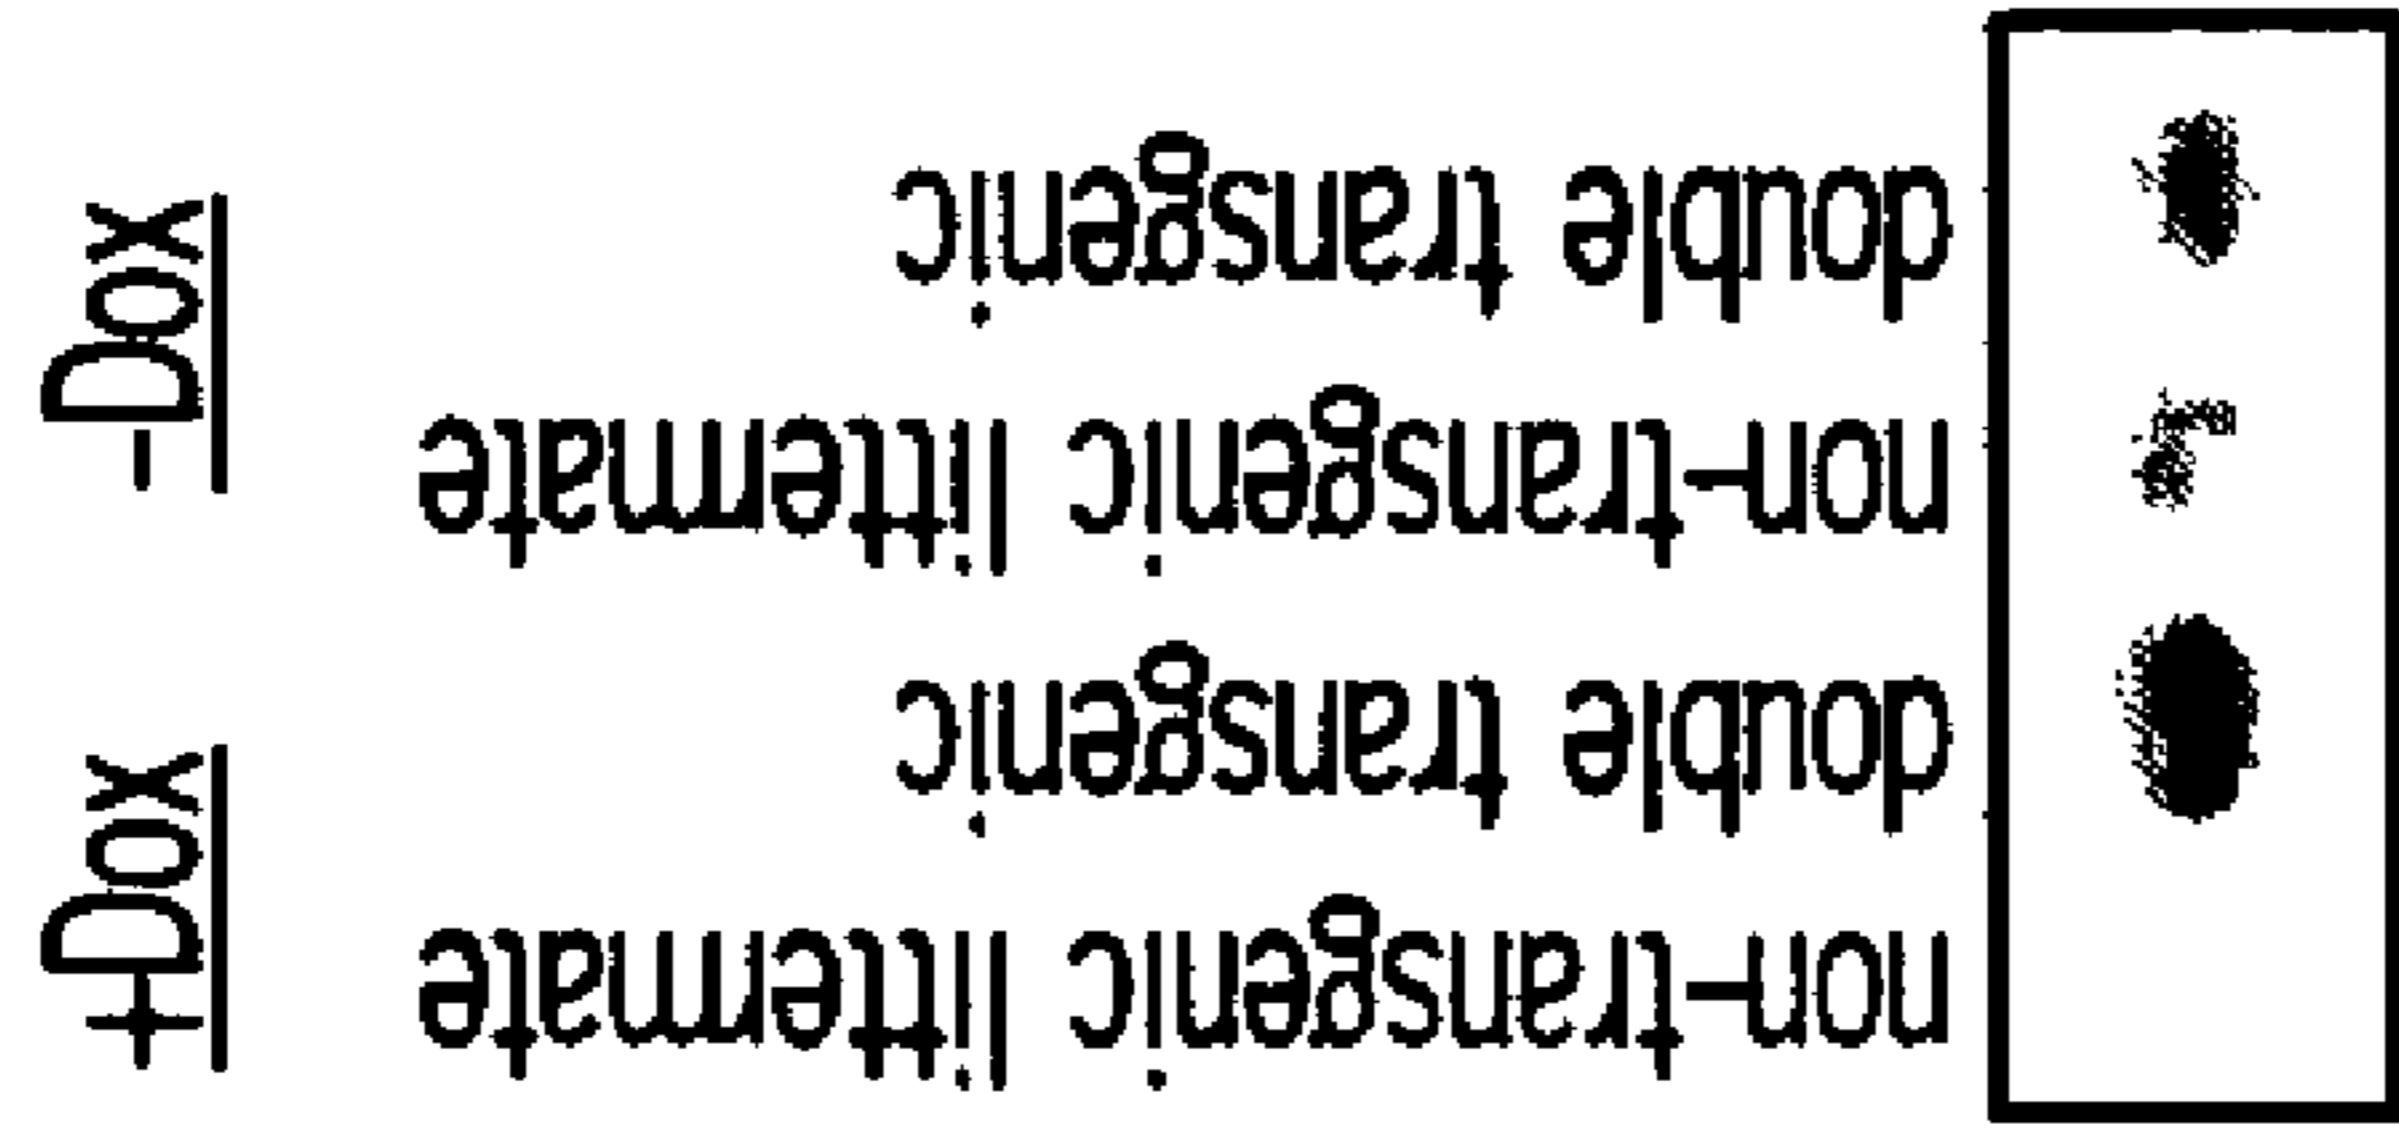 +Dox
-Dox
non-transgenic littermate
double transgenic
non-transgenic littermate
double transgenic